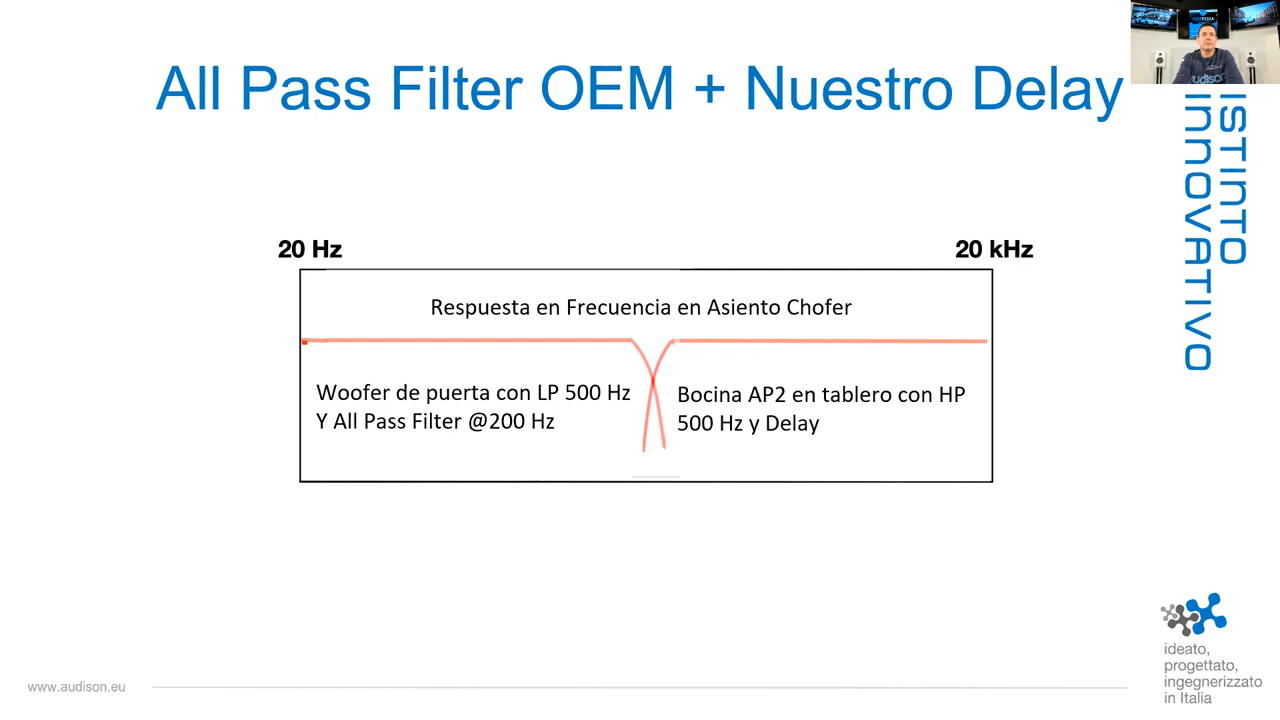 All Pass Filter OEM + Nuestro Delay
ISTINTO
INNOVATIVO
20 Hz
20 kHz
Respuesta en Frecuencia en Asiento Chofer
Woofer de puerta con LP 500 Hz
Y All Pass Filter @200 Hz
Bocina AP2 en tablero con HP
500 Hz y Delay
www.audison.eu
ideato,
progettato,
ingegnerizzato
in Italia